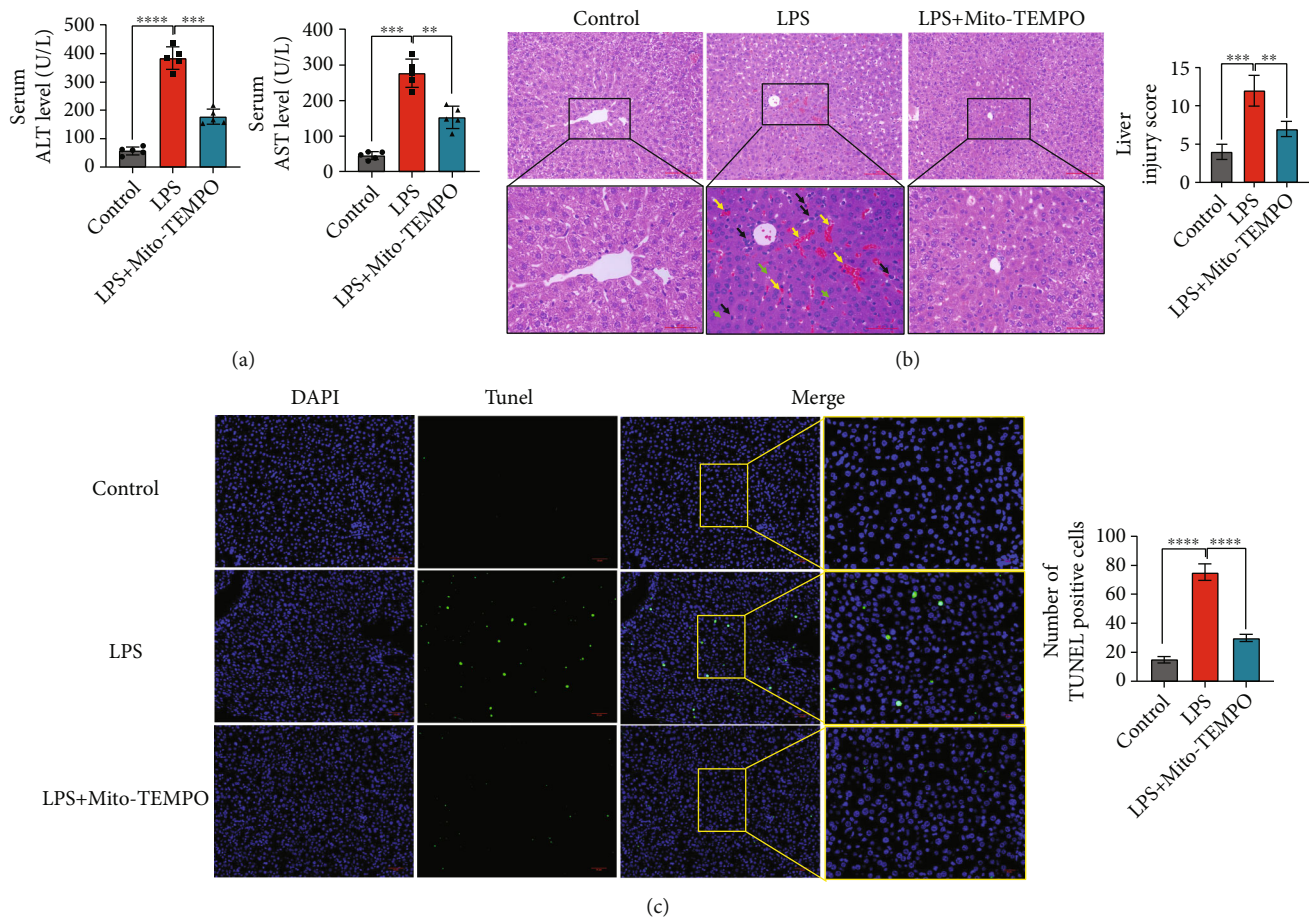 Serum
ALT level (U/L)
500
400
300
200
100
0
****
***
Control
LPS
LPS+Mito-TEMPO
Serum
AST level (U/L)
400
300
200
100
0
***
**
Control
LPS
LPS+Mito-TEMPO
(a)
Control
LPS
LPS+Mito-TEMPO
Liver
injury score
15
10
5
0
***
**
Control
LPS
LPS+Mito-TEMPO
(b)
DAPI
Tunel
Merge
Control
LPS
LPS+Mito-TEMPO
Number of
TUNEL positive cells
100
80
60
40
20
0
****
****
Control
LPS
LPS+Mito-TEMPO
(c)